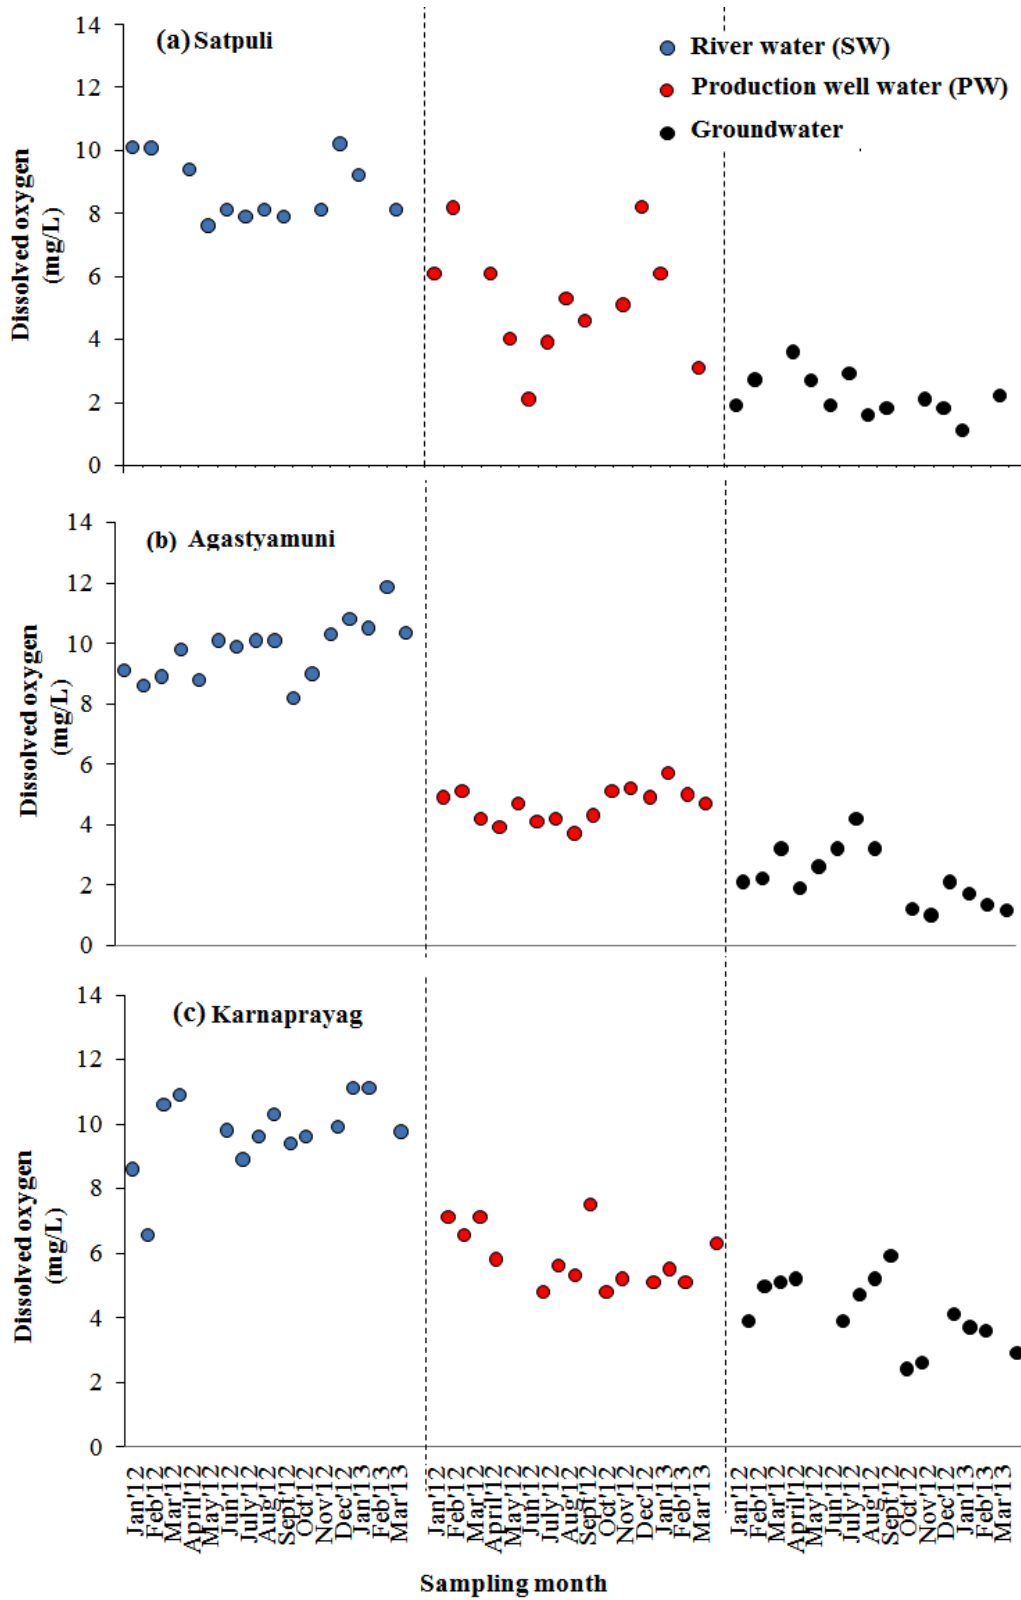 (a) Satpuli
River water (SW)
Production well water (PW)
Groundwater
Dissolved oxygen
(mg/L)
14
12
10
8
6
4
2
0
(b) Agastyamuni
Dissolved oxygen
(mg/L)
14
12
10
8
6
4
2
0
(c) Karnaprayag
Dissolved oxygen
(mg/L)
14
12
10
8
6
4
2
0
Jan'12
Feb'12
Mar'12
April'12
May'12
Jun'12
July'12
Aug'12
Sept'12
Oct'12
Nov'12
Dec'12
Jan'13
Feb'13
Mar'13
Jan'12
Feb'12
Mar'12
April'12
May'12
Jun'12
July'12
Aug'12
Sept'12
Oct'12
Nov'12
Dec'12
Jan'13
Feb'13
Mar'13
Jan'12
Feb'12
Mar'12
April'12
May'12
Jun'12
July'12
Aug'12
Sept'12
Oct'12
Nov'12
Dec'12
Jan'13
Feb'13
Mar'13
Sampling month